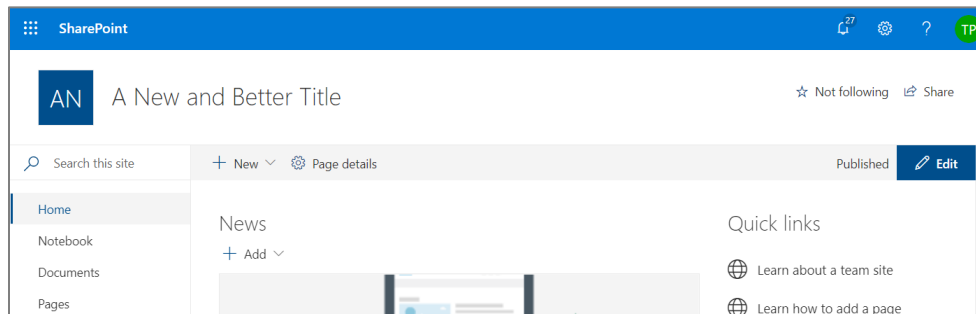 SharePoint
27
TP
AN
A New and Better Title
Not following
Share
Search this site
New
Page details
Published
Edit
Home
Notebook
Documents
Pages
News
Add
Quick links
Learn about a team site
Learn how to add a page